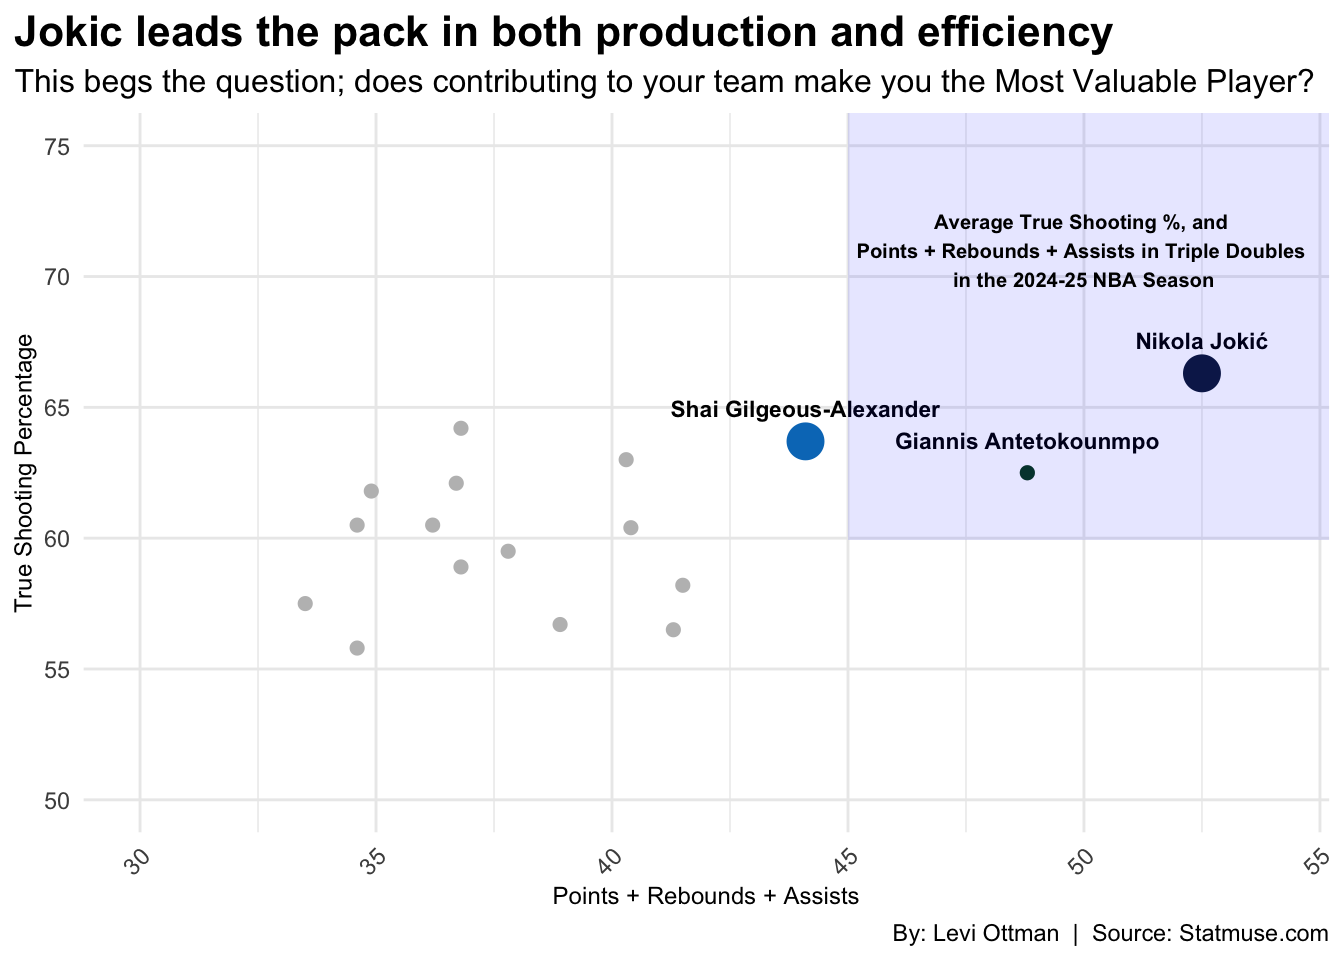 Jokic leads the pack in both production and efficiency
This begs the question; does contributing to your team make you the Most Valuable Player?
75
Average True Shooting %, and
Points + Rebounds + Assists in Triple Doubles
in the 2024-25 NBA Season
70
Nikola Jokić
65
Shai Gilgeous-Alexander
Giannis Antetokounmpo
True Shooting Percentage
60
55
50
30
35
40
45
50
55
Points + Rebounds + Assists
By: Levi Ottman | Source: Statmuse.com